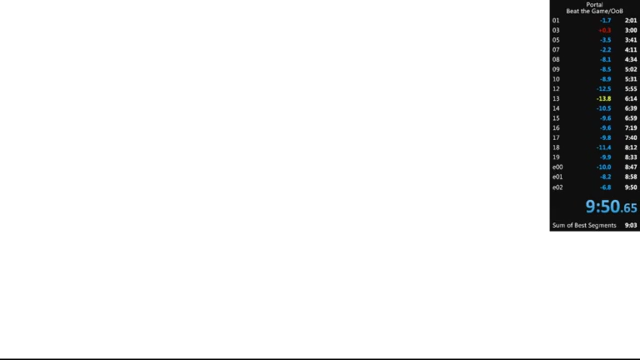 Portal
Beat the Game/OoB
01 -1.7 2:01
03 +0.3 3:00
05 -3.5 3:41
07 -2.2 4:11
08 -8.1 4:34
09 -8.5 5:02
10 -8.9 5:31
12 -12.5 5:55
13 -13.8 6:14
14 -10.5 6:39
15 -9.6 6:59
16 -9.6 7:19
17 -9.8 7:40
18 -11.4 8:12
19 -9.9 8:33
e00 -10.0 8:47
e01 -8.2 8:58
e02 -6.8 9:50
9:50.65
Sum of Best Segments 9:03